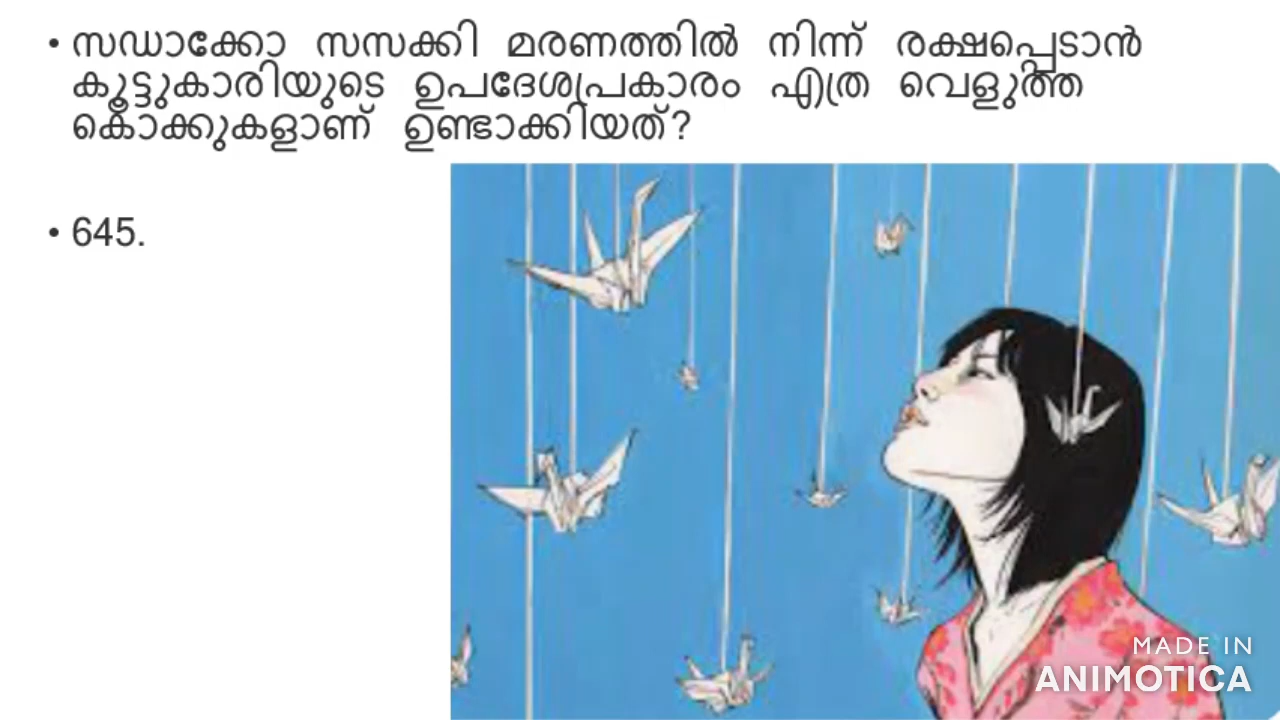 • സഡാക്കോ സസക്കി മരണത്തിൽ നിന്ന് രക്ഷപ്പെടാൻ
കൂട്ടുകാരിയുടെ ഉപദേശപ്രകാരം എത്ര വെളുത്ത
കൊക്കുകളാണ് ഉണ്ടാക്കിയത്?
• 645.
MADE IN
ANIMOTICA